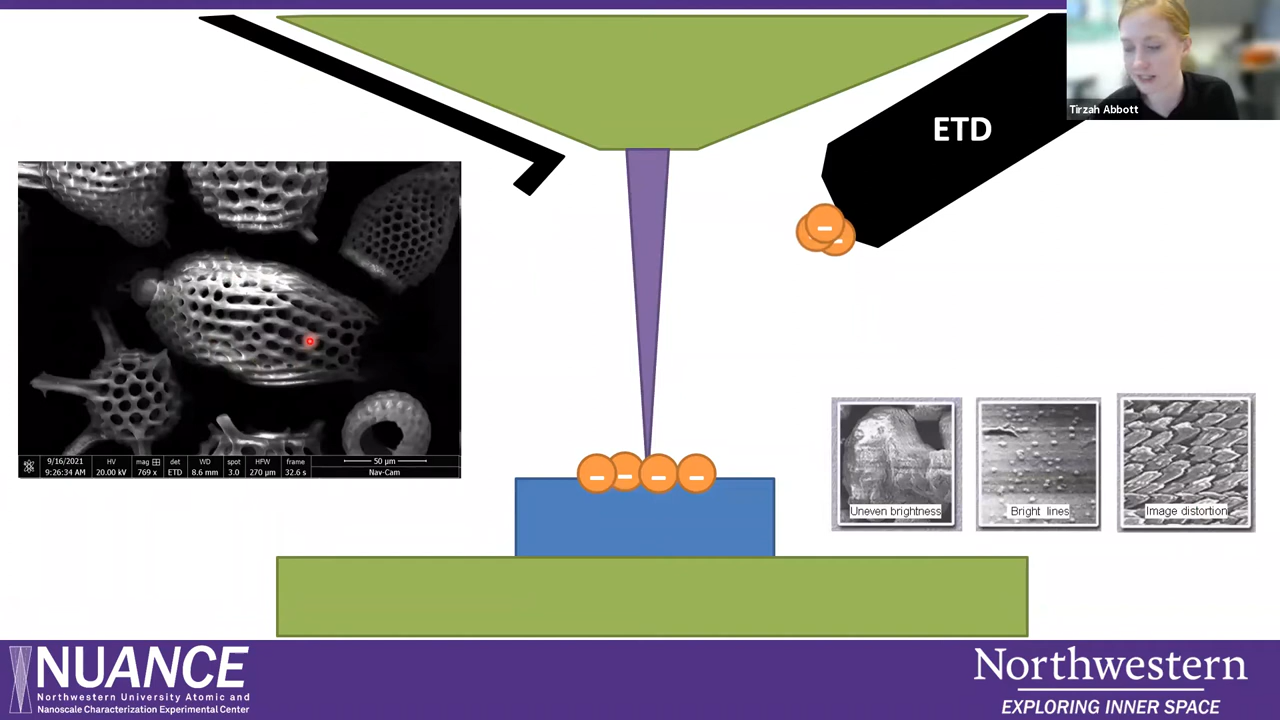 ETD
Tirzah Abbott
9/16/2021
9:26:34 AM
HV
20.00 kV
mag
769 x
det
ETD
WD
8.6 mm
spot
3.0
HFW
270 µm
frame
32.6 s
50 µm
Nav-Cam
Uneven brightness
Bright lines
Image distortion
NUANCE
Northwestern University Atomic and
Nanoscale Characterization Experimental Center
Northwestern
EXPLORING INNER SPACE